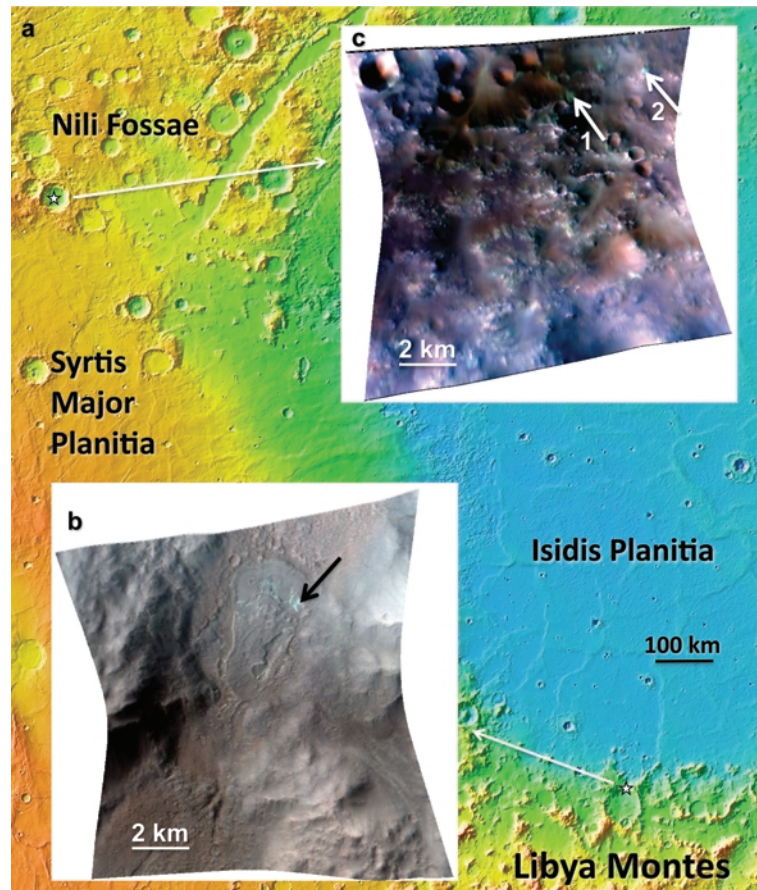 a
c
Nili Fossae
1
2
2 km
Syrtis
Major
Planitia
b
Isidis Planitia
100 km
2 km
Libya Montes